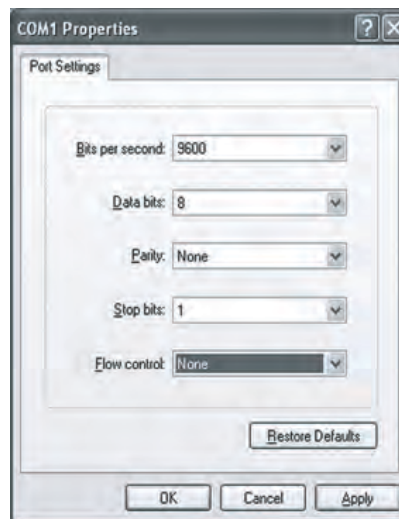 COM1 Properties
Port Settings
Bits per second: 9600
Data bits: 8
Parity: None
Stop bits: 1
Flow control: None
Restore Defaults
OK Cancel Apply